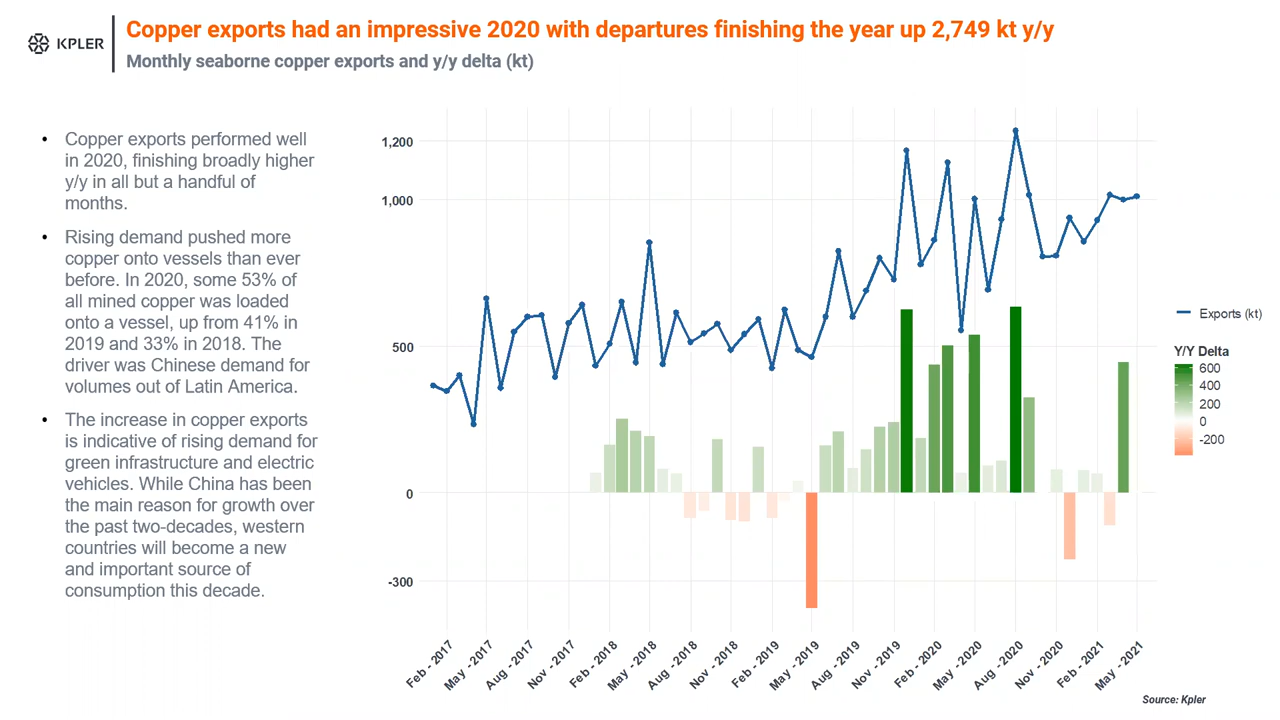 KPLER
Copper exports had an impressive 2020 with departures finishing the year up 2,749 kt y/y
Monthly seaborne copper exports and y/y delta (kt)
• Copper exports performed well
in 2020, finishing broadly higher
y/y in all but a handful of
months.
• Rising demand pushed more
copper onto vessels than ever
before. In 2020, some 53% of
all mined copper was loaded
onto a vessel, up from 41% in
2019 and 33% in 2018. The
driver was Chinese demand for
volumes out of Latin America.
• The increase in copper exports
is indicative of rising demand for
green infrastructure and electric
vehicles. While China has been
the main reason for growth over
the past two-decades, western
countries will become a new
and important source of
consumption this decade.
1,200
1,000
500
0
-300
Feb - 2017
May - 2017
Aug - 2017
Nov - 2017
Feb - 2018
May - 2018
Aug - 2018
Nov - 2018
Feb - 2019
May - 2019
Aug - 2019
Nov - 2019
Feb - 2020
May - 2020
Aug - 2020
Nov - 2020
Feb - 2021
May - 2021
Exports (kt)
Y/Y Delta
600
400
200
0
-200
Source: Kpler